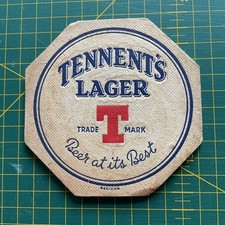 TENNENT'S
LAGER
TRADE T MARK
Beer at its Best